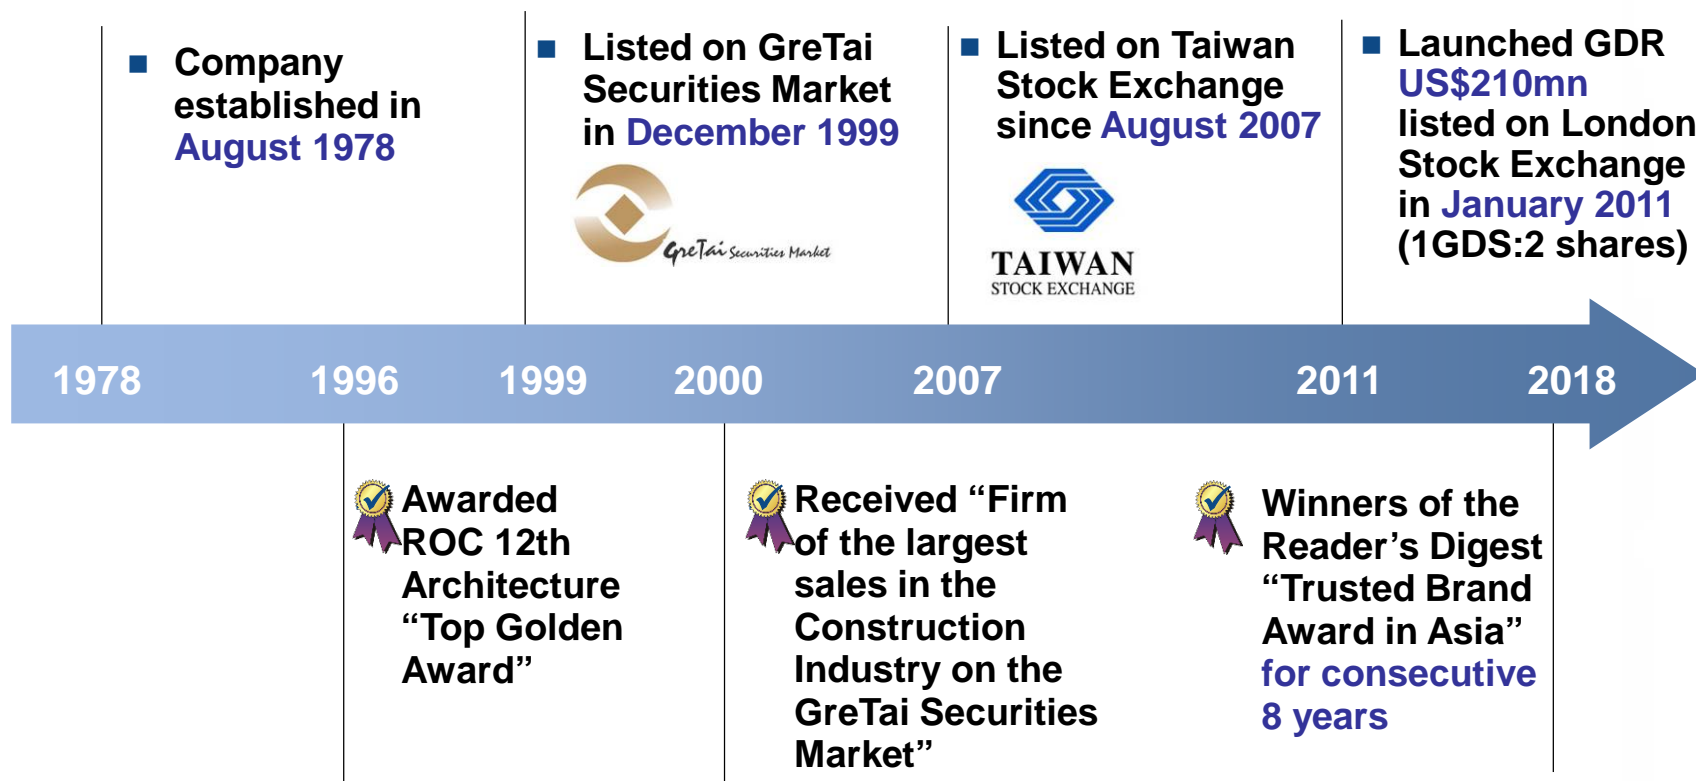 Company
established in
August 1978
Listed on GreTai
Securities Market
in December 1999
GreTai Securities Market
Listed on Taiwan
Stock Exchange
since August 2007
TAIWAN
STOCK EXCHANGE
Launched GDR
US$210mn
listed on London
Stock Exchange
in January 2011
(1GDS:2 shares)
1978 1996 1999 2000 2007 2011 2018
Awarded
ROC 12th
Architecture
“Top Golden
Award”
Received “Firm
of the largest
sales in the
Construction
Industry on the
GreTai Securities
Market”
Winners of the
Reader’s Digest
“Trusted Brand
Award in Asia”
for consecutive
8 years